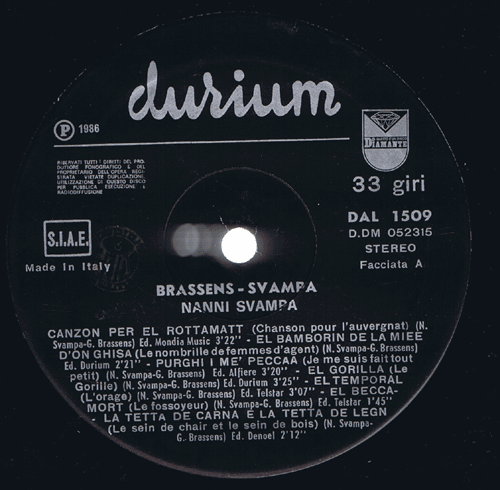 durium
P 1986
DIAMANTE
RISERVATI TUTTI I DIRITTI DEL PRO-
DUTTORE FONOGRAFICO E DEL
PROPRIETARIO DELL'OPERA REGI-
STRATA VIETATE DUPLICAZIONE,
UTILIZZAZIONE DI QUESTO DISCO
PER PUBBLICA ESECUZIONE E
RADIODIFFUSIONE
33 giri
DAL 1509
D.DM 052315
STEREO
Facciata A
S.I.A.E.
Made in Italy
BRASSENS - SVAMPA
NANNI SVAMPA
CANZON PER EL ROTTAMATT (Chanson pour l'auvergnat) (N.
Svampa-G. Brassens) Ed. Mondia Music 3'22" - EL BAMBORIN DE LA MIEE
D'ON GHISA (Le nombrille de femmes d'agent) (N. Svampa-G. Brassens)
Ed. Durium 2'21" - PURGHI I ME' PECCAA (Je me suis fait tout
petit) (N. Svampa-G. Brassens) Ed. Alfiere 3'20" - EL GORILLA (Le
Gorille) (N. Svampa-G. Brassens) Ed. Durium 3'25" - EL TEMPORAL
(L'orage) (N. Svampa-G. Brassens) Ed. Telstar 3'07" - EL BECCA-
MORT (Le fossoyeur) (N. Svampa-G. Brassens) Ed. Telstar 1'45"
- LA TETTA DE CARNA E LA TETTA DE LEGN
(Le sein de chair et le sein de bois) (N. Svampa-
G. Brassens) Ed. Denoel 2'12"